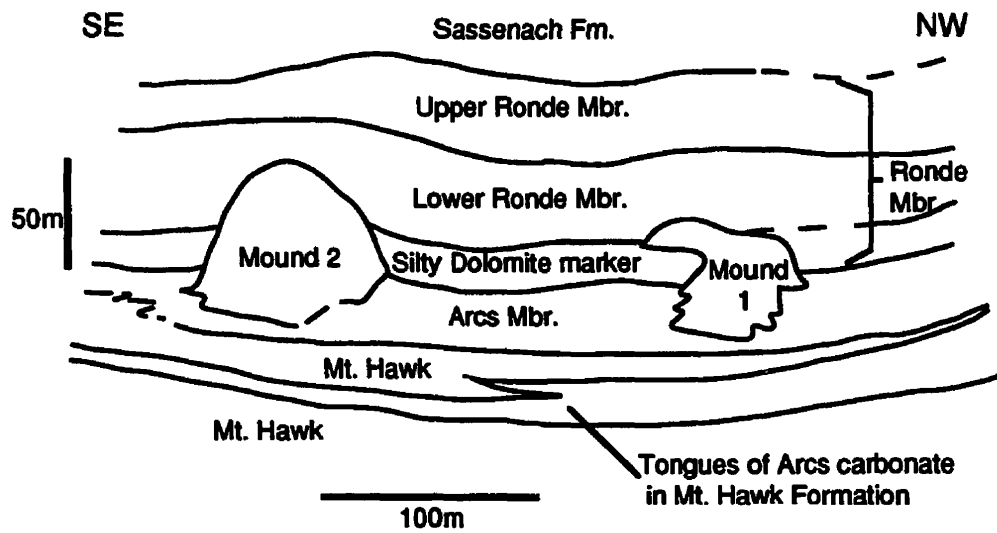 SE
Sassenach Fm.
NW
Upper Ronde Mbr.
Ronde
Mbr
Lower Ronde Mbr.
50m
Mound 2
Silty Dolomite marker
Mound
1
Arcs Mbr.
Mt. Hawk
Mt. Hawk
Tongues of Arcs carbonate
in Mt. Hawk Formation
100m